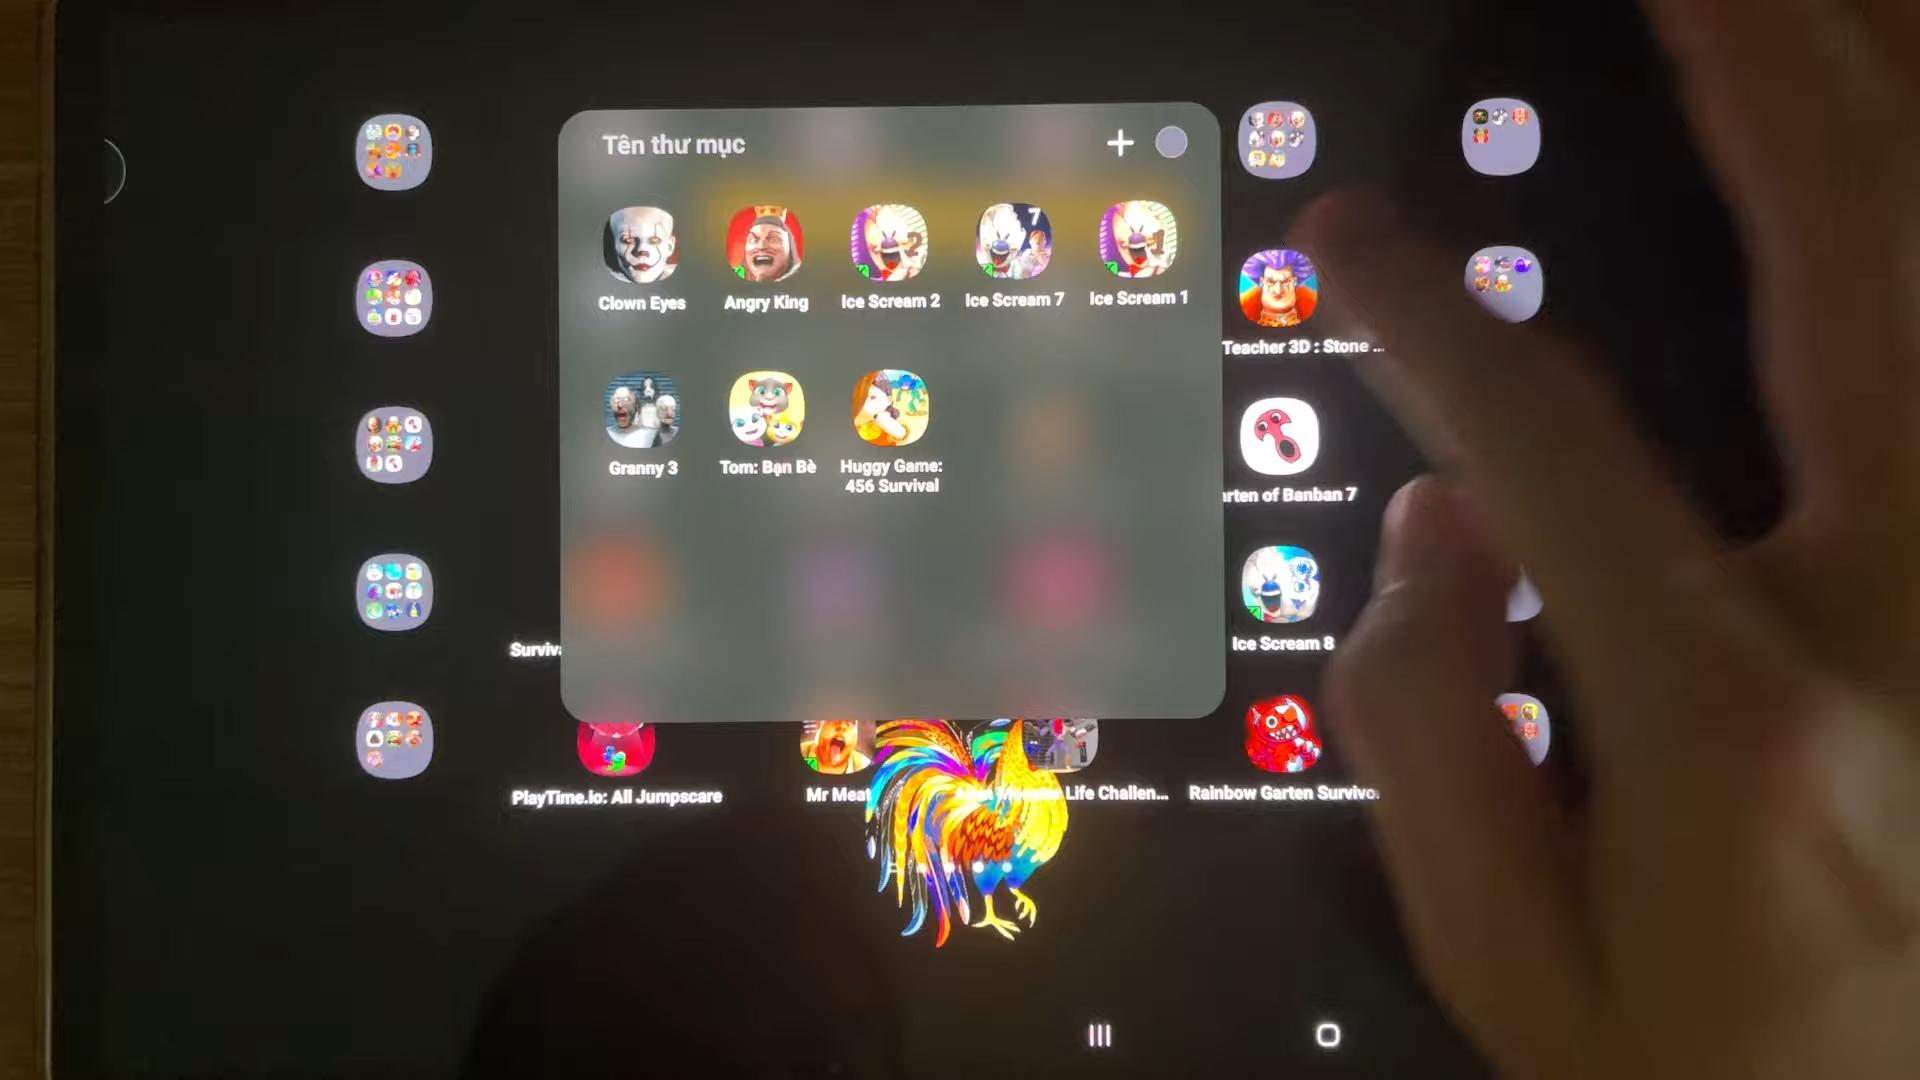 Tên thư mục
Clown Eyes
Angry King
Ice Scream 2
Ice Scream 7
Ice Scream 1
Teacher 3D : Stone ...
Granny 3
Tom: Bạn Bè
Huggy Game:
456 Survival
rten of Banban 7
Ice Scream 8
Surviv
PlayTime.io: All Jumpscare
Mr Meat
Life Challen...
Rainbow Garten Survivo